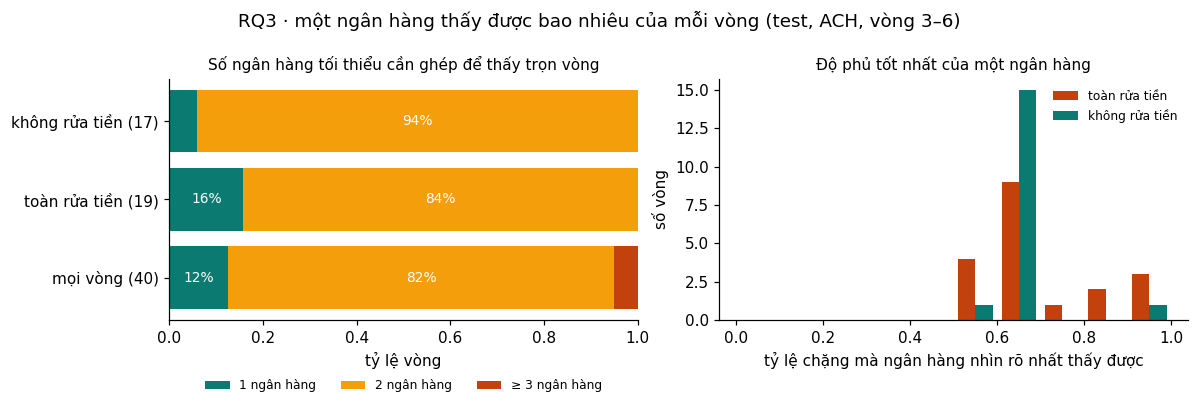 RQ3 · một ngân hàng thấy được bao nhiêu của mỗi vòng (test, ACH, vòng 3–6)
Số ngân hàng tối thiểu cần ghép để thấy trọn vòng
không rửa tiền (17)
94%
toàn rửa tiền (19)
16%
84%
mọi vòng (40)
12%
82%
0.0
0.2
0.4
0.6
0.8
1.0
tỷ lệ vòng
1 ngân hàng
2 ngân hàng
≥ 3 ngân hàng
Độ phủ tốt nhất của một ngân hàng
toàn rửa tiền
không rửa tiền
số vòng
15.0
12.5
10.0
7.5
5.0
2.5
0.0
0.0
0.2
0.4
0.6
0.8
1.0
tỷ lệ chặng mà ngân hàng nhìn rõ nhất thấy được